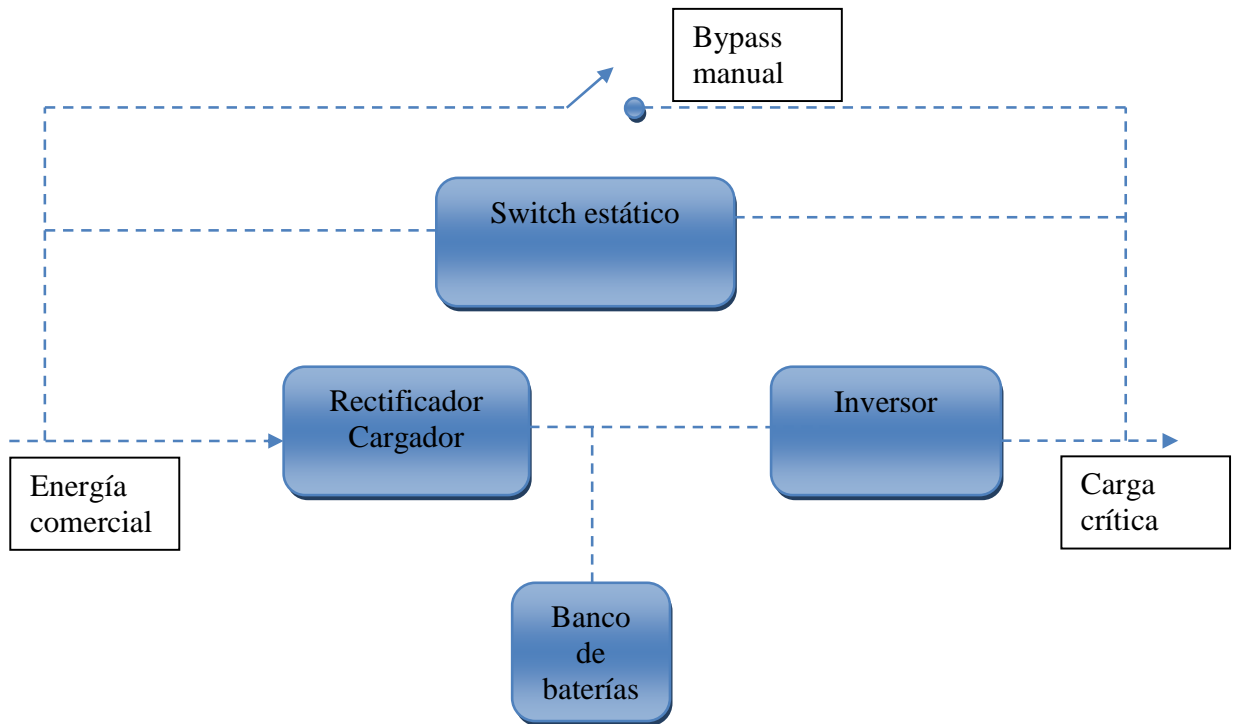 Bypass
manual
Switch estático
Rectificador
Cargador
Inversor
Energía
comercial
Carga
crítica
Banco
de
baterías